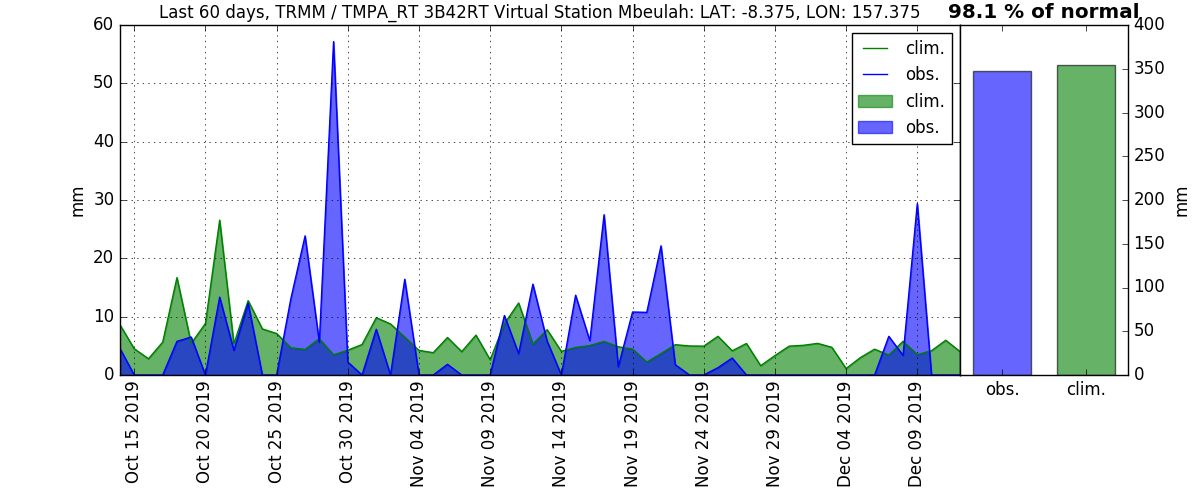 Last 60 days, TRMM / TMPA_RT 3B42RT Virtual Station Mbeulah: LAT: -8.375, LON: 157.375
98.1 % of normal
60
50
40
30
20
10
0
mm
clim.
obs.
clim.
obs.
400
350
300
250
200
150
100
50
0
mm
Oct 15 2019
Oct 20 2019
Oct 25 2019
Oct 30 2019
Nov 04 2019
Nov 09 2019
Nov 14 2019
Nov 19 2019
Nov 24 2019
Nov 29 2019
Dec 04 2019
Dec 09 2019
obs.
clim.